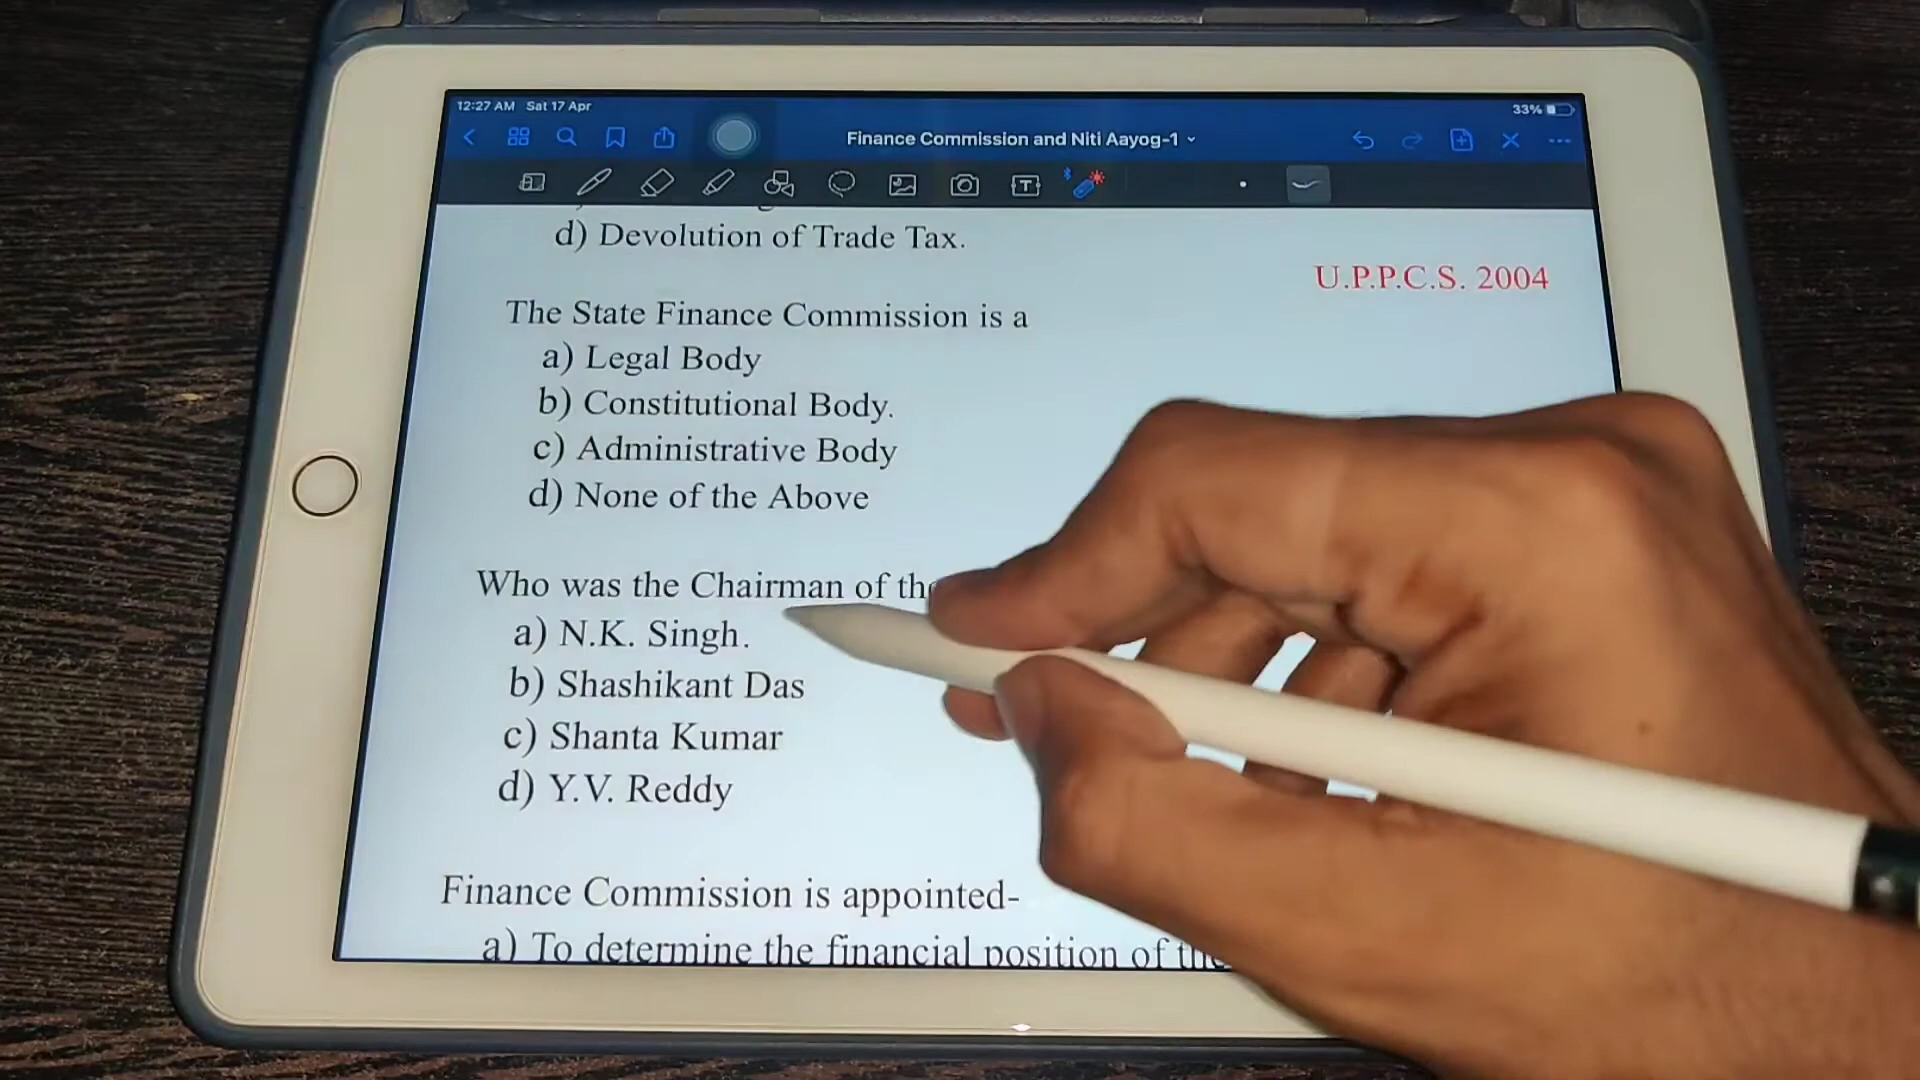 12:27 AM Sat 17 Apr
33%
Finance Commission and Niti Aayog-1
d) Devolution of Trade Tax.
U.P.P.C.S. 2004
The State Finance Commission is a
a) Legal Body
b) Constitutional Body.
c) Administrative Body
d) None of the Above
Who was the Chairman of the
a) N.K. Singh.
b) Shashikant Das
c) Shanta Kumar
d) Y.V. Reddy
Finance Commission is appointed-
a) To determine the financial position of the